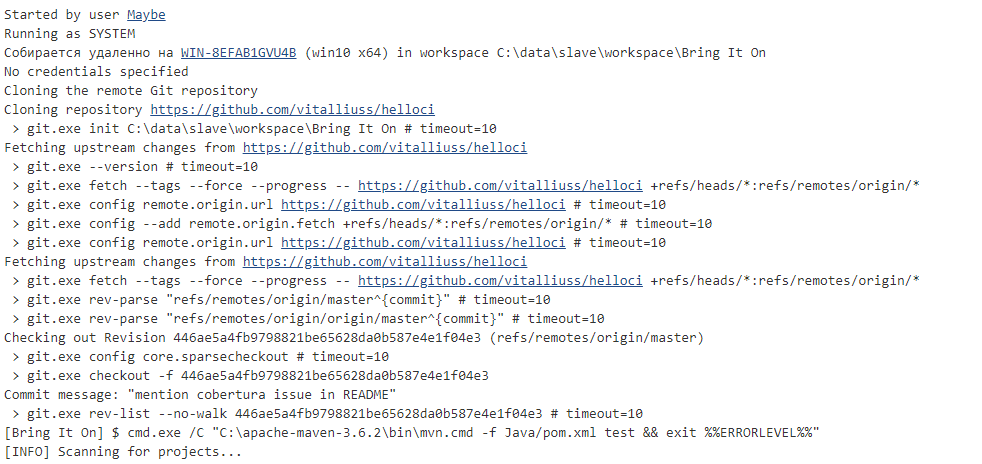 Started by user Maybe
Running as SYSTEM
Собирается удаленно на WIN-8EFAB1GVU4B (win10 x64) in workspace C:\data\slave\workspace\Bring It On
No credentials specified
Cloning the remote Git repository
Cloning repository https://github.com/vitalliuss/helloci
> git.exe init C:\data\slave\workspace\Bring It On # timeout=10
Fetching upstream changes from https://github.com/vitalliuss/helloci
> git.exe --version # timeout=10
> git.exe fetch --tags --force --progress -- https://github.com/vitalliuss/helloci +refs/heads/*:refs/remotes/origin/*
> git.exe config remote.origin.url https://github.com/vitalliuss/helloci # timeout=10
> git.exe config --add remote.origin.fetch +refs/heads/*:refs/remotes/origin/* # timeout=10
> git.exe config remote.origin.url https://github.com/vitalliuss/helloci # timeout=10
Fetching upstream changes from https://github.com/vitalliuss/helloci
> git.exe fetch --tags --force --progress -- https://github.com/vitalliuss/helloci +refs/heads/*:refs/remotes/origin/*
> git.exe rev-parse "refs/remotes/origin/master^{commit}" # timeout=10
> git.exe rev-parse "refs/remotes/origin/origin/master^{commit}" # timeout=10
Checking out Revision 446ae5a4fb9798821be65628da0b587e4e1f04e3 (refs/remotes/origin/master)
> git.exe config core.sparsecheckout # timeout=10
> git.exe checkout -f 446ae5a4fb9798821be65628da0b587e4e1f04e3
Commit message: "mention cobertura issue in README"
> git.exe rev-list --no-walk 446ae5a4fb9798821be65628da0b587e4e1f04e3 # timeout=10
[Bring It On] $ cmd.exe /C "C:\apache-maven-3.6.2\bin\mvn.cmd -f Java/pom.xml test && exit %%ERRORLEVEL%%"
[INFO] Scanning for projects...